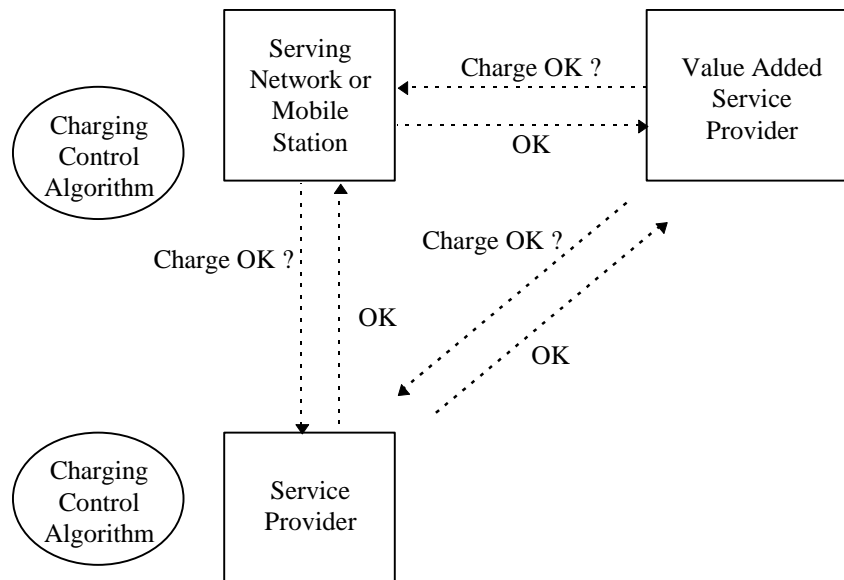 Serving
Network or
Mobile
Station
Charge OK ?
OK
Value Added
Service
Provider
Charging
Control
Algorithm
Charge OK ?
OK
Charge OK ?
OK
Charging
Control
Algorithm
Service
Provider